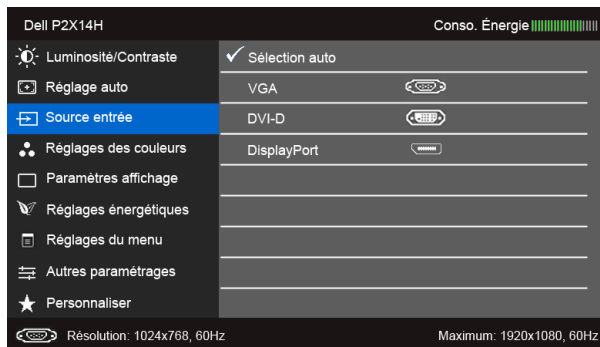 Dell P2X14H Conso. Énergie
Luminosité/Contraste Sélection auto
Réglage auto VGA
Source entrée DVI-D
Réglages des couleurs DisplayPort
Paramètres affichage
Réglages énergétiques
Réglages du menu
Autres paramétrages
Personnaliser
Résolution: 1024x768, 60Hz Maximum: 1920x1080, 60Hz